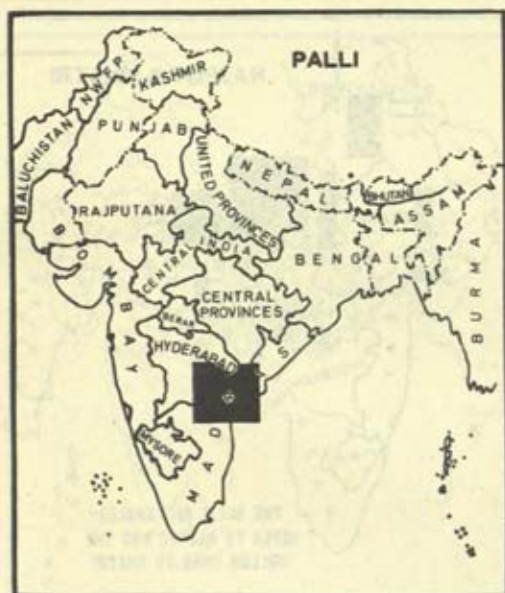 PALLI
N W F P
KASHMIR
BALUCHISTAN
PUNJAB
UNITED PROVINCES
NEPAL
BHUTAN
ASSAM
RAJPUTANA
CENTRAL INDIA
BENGAL
BURMA
BOMBAY
CENTRAL PROVINCES
BERAR
HYDERABAD
MYSORE
MAD
A S